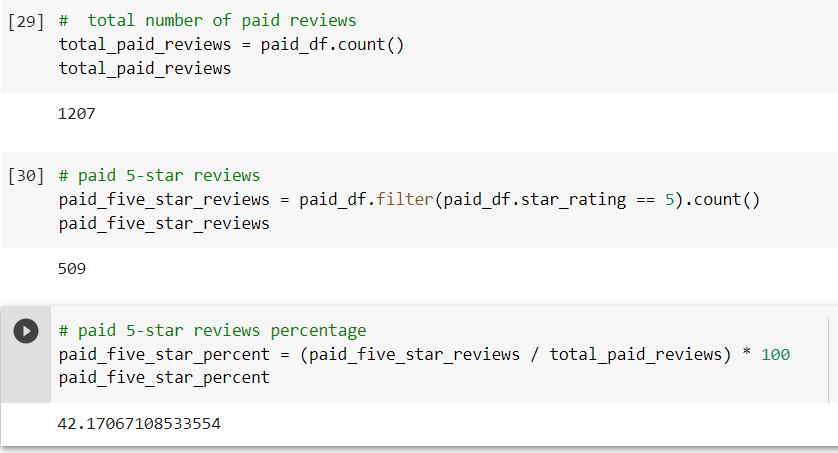 [29] #  total number of paid reviews
total_paid_reviews = paid_df.count()
total_paid_reviews
1207
[30] # paid 5-star reviews
paid_five_star_reviews = paid_df.filter(paid_df.star_rating == 5).count()
paid_five_star_reviews
509
# paid 5-star reviews percentage
paid_five_star_percent = (paid_five_star_reviews / total_paid_reviews) * 100
paid_five_star_percent
42.17067108533554